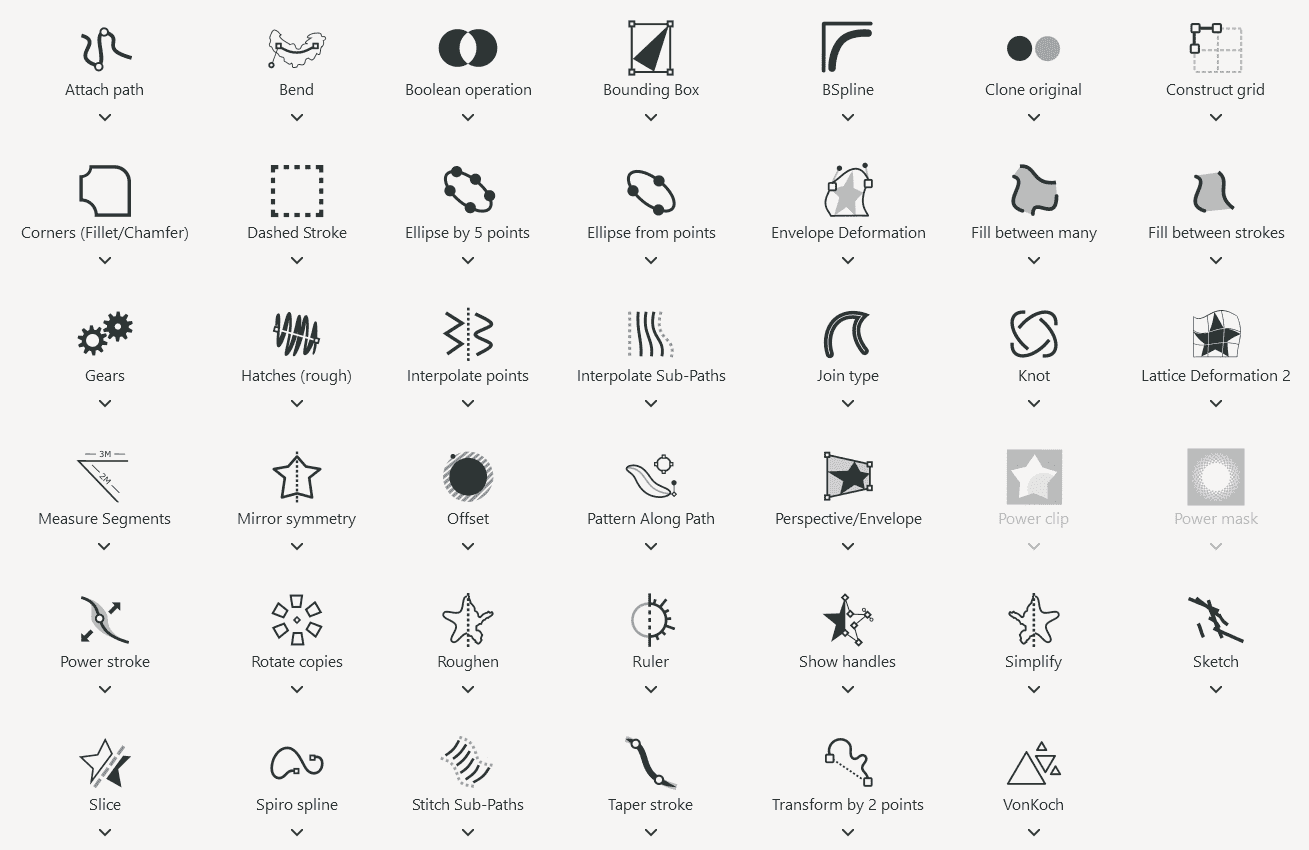 Attach path
Bend
Boolean operation
Bounding Box
BSpline
Clone original
Construct grid
Corners (Fillet/Chamfer)
Dashed Stroke
Ellipse by 5 points
Ellipse from points
Envelope Deformation
Fill between many
Fill between strokes
Gears
Hatches (rough)
Interpolate points
Interpolate Sub-Paths
Join type
Knot
Lattice Deformation 2
3M
2M
Measure Segments
Mirror symmetry
Offset
Pattern Along Path
Perspective/Envelope
Power clip
Power mask
Power stroke
Rotate copies
Roughen
Ruler
Show handles
Simplify
Sketch
Slice
Spiro spline
Stitch Sub-Paths
Taper stroke
Transform by 2 points
VonKoch